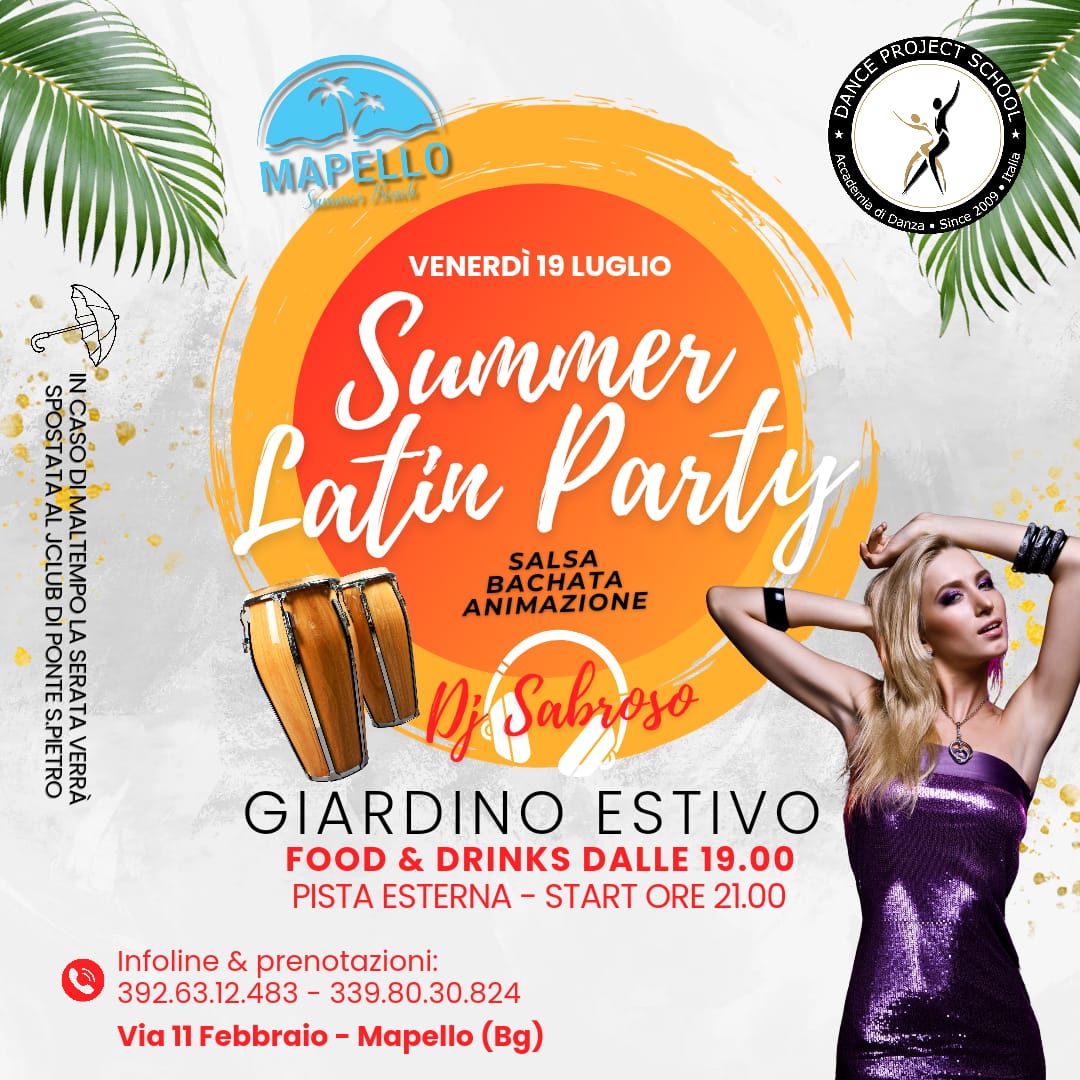 MAPELLO
Summer Beach
DANCE PROJECT SCHOOL
Accademia di Danza • Since 2009 • Italia
VENERDÌ 19 LUGLIO
Summer
Latin Party
SALSA
BACHATA
ANIMAZIONE
Dj Sabroso
IN CASO DI MALTEMPO LA SERATA VERRÀ
SPOSTATA AL JCLUB DI PONTE S.PIETRO
GIARDINO ESTIVO
FOOD & DRINKS DALLE 19.00
PISTA ESTERNA - START ORE 21.00
Infoline & prenotazioni:
392.63.12.483 - 339.80.30.824
Via 11 Febbraio - Mapello (Bg)